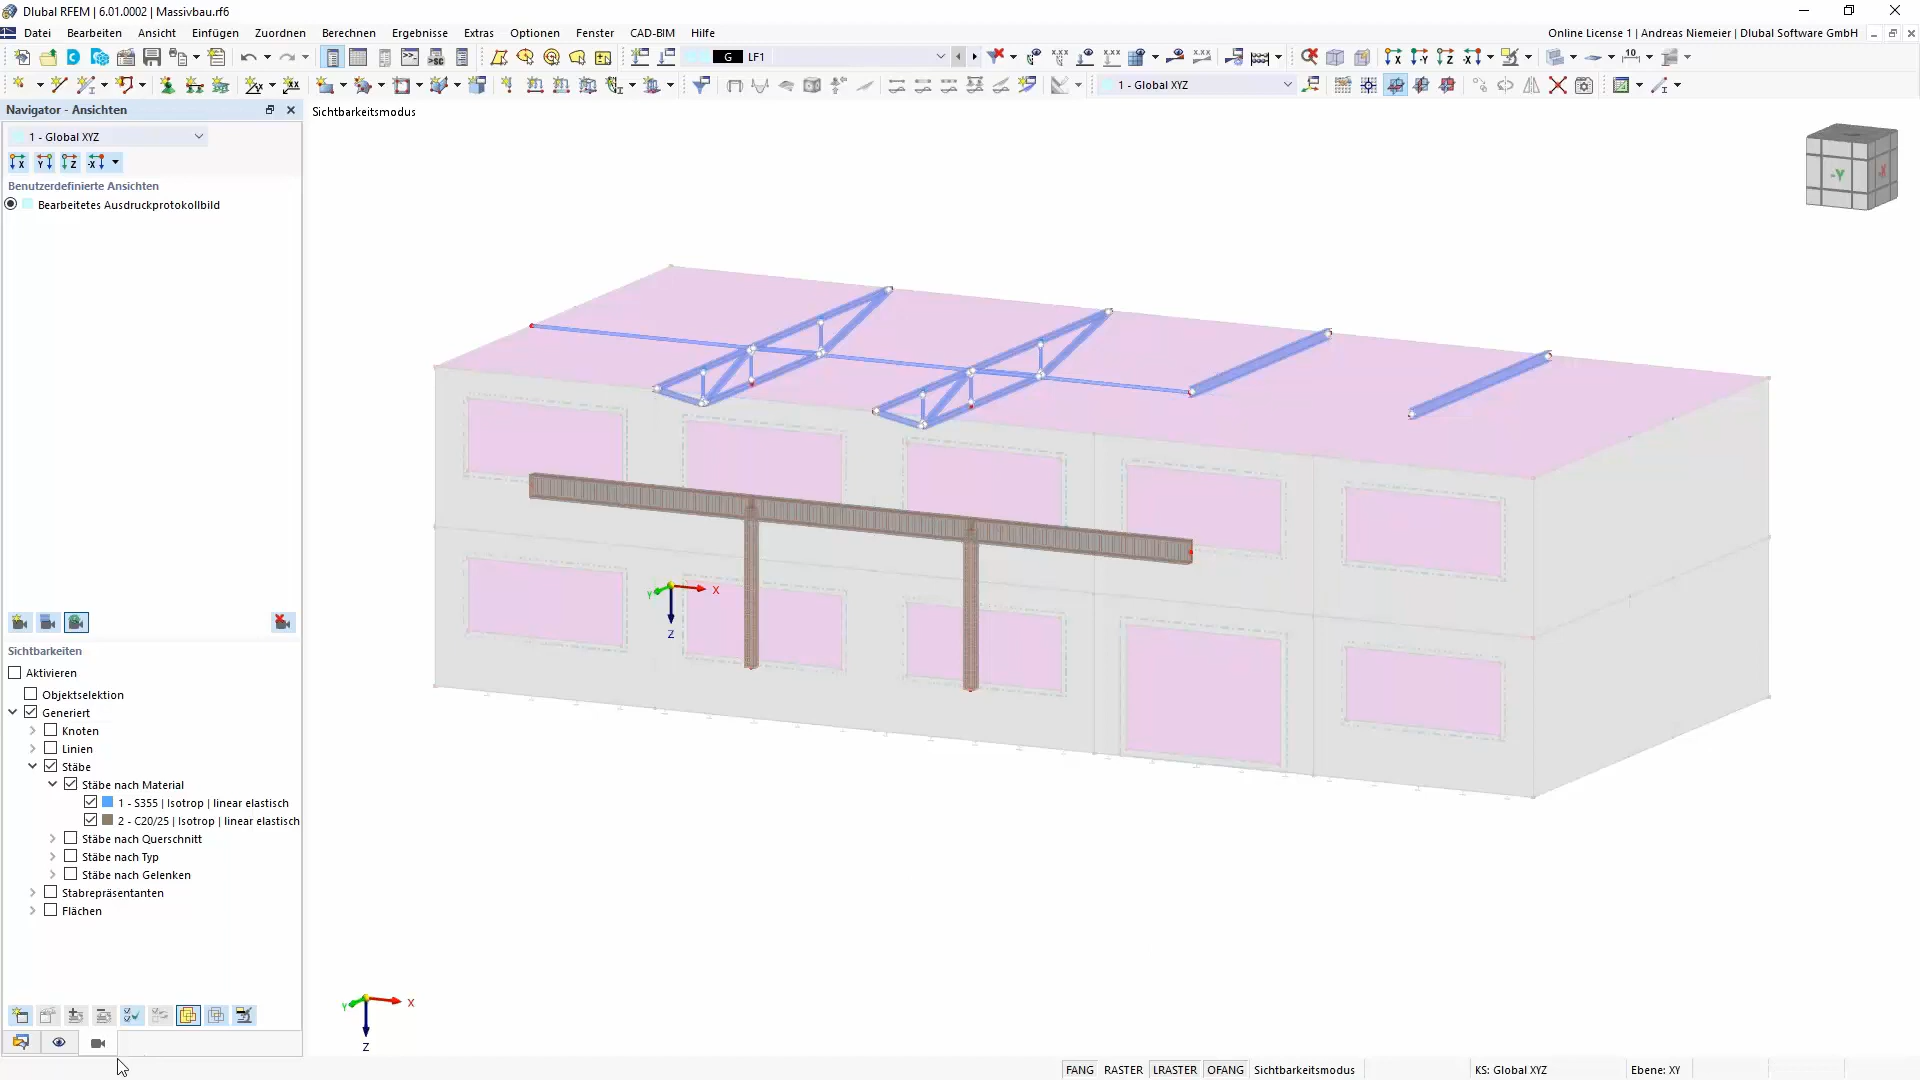 Dlubal RFEM | 6.01.0002 | Massivbau.rf6
Datei Bearbeiten Ansicht Einfügen Zuordnen Berechnen Ergebnisse Extras Optionen Fenster CAD-BIM Hilfe
Online License 1 | Andreas Niemeier | Dlubal Software GmbH
G LF1
1 - Global XYZ
Navigator - Ansichten
Sichtbarkeitsmodus
1 - Global XYZ
X Y Z -X
Benutzerdefinierte Ansichten
Bearbeitetes Ausdruckprotokollbild
-Y -X
Y X
Z
Sichtbarkeiten
Aktivieren
Objektselektion
Generiert
Knoten
Linien
Stäbe
Stäbe nach Material
1 - S355 | Isotrop | linear elastisch
2 - C20/25 | Isotrop | linear elastisch
Stäbe nach Querschnitt
Stäbe nach Typ
Stäbe nach Gelenken
Stabrepräsentanten
Flächen
Y X
Z
FANG RASTER LRASTER OFANG Sichtbarkeitsmodus KS: Global XYZ Ebene: XY